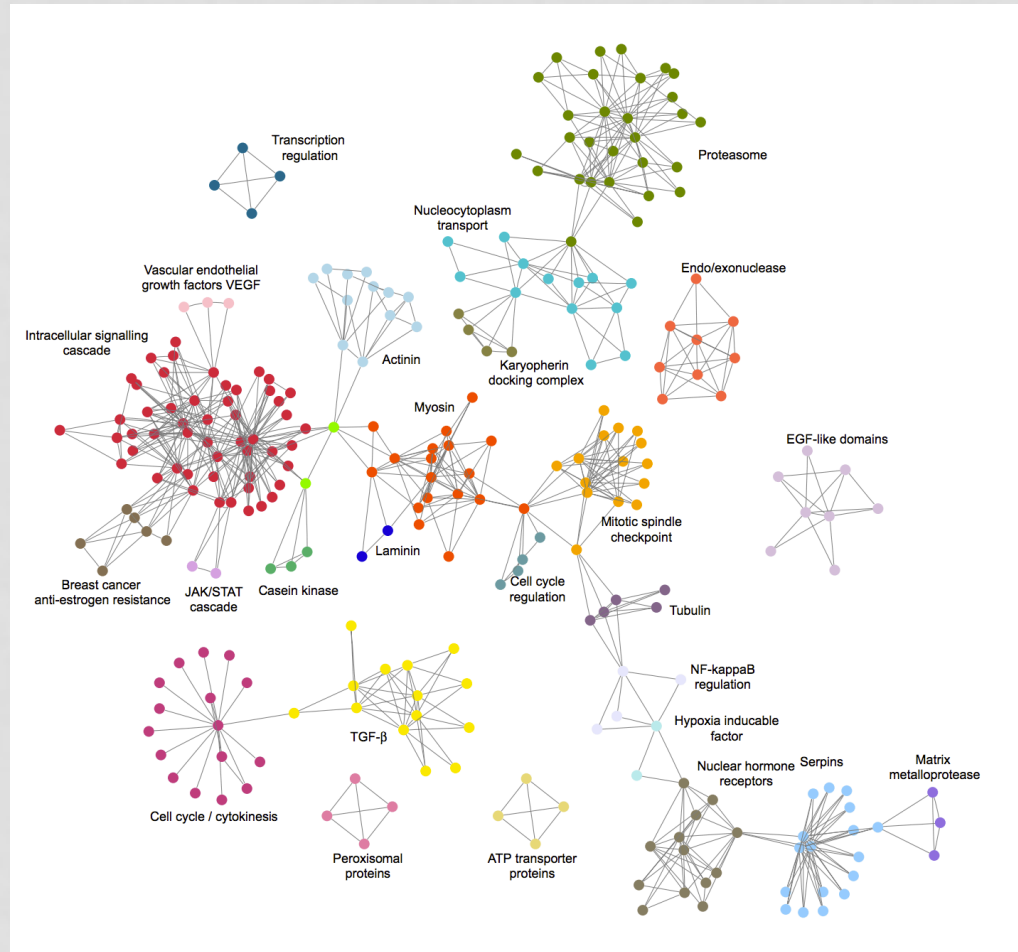 Transcription
regulation
Proteasome
Nucleocytoplasm
transport
Vascular endothelial
growth factors VEGF
Endo/exonuclease
Intracellular signalling
cascade
Actinin
Karyopherin
docking complex
Myosin
EGF-like domains
Mitotic spindle
checkpoint
Laminin
Breast cancer
anti-estrogen resistance
JAK/STAT
cascade
Casein kinase
Cell cycle
regulation
Tubulin
NF-kappaB
regulation
TGF-β
Hypoxia inducable
factor
Nuclear hormone
receptors
Serpins
Matrix
metalloprotease
Cell cycle / cytokinesis
Peroxisomal
proteins
ATP transporter
proteins